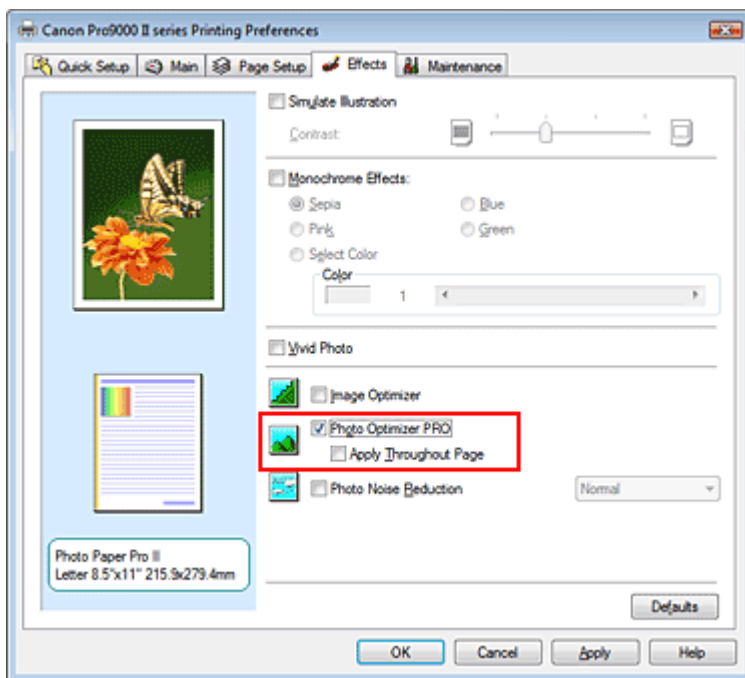 Canon Pro9000 II series Printing Preferences
Quick Setup Main Page Setup Effects Maintenance
Simulate Illustration
Contrast:
Monochrome Effects:
Sepia Blue
Pink Green
Select Color
Color
1
Vivid Photo
Image Optimizer
Photo Optimizer PRO
Apply Throughout Page
Photo Noise Reduction Normal
Photo Paper Pro II
Letter 8.5"x11" 215.9x279.4mm
Defaults
OK Cancel Apply Help